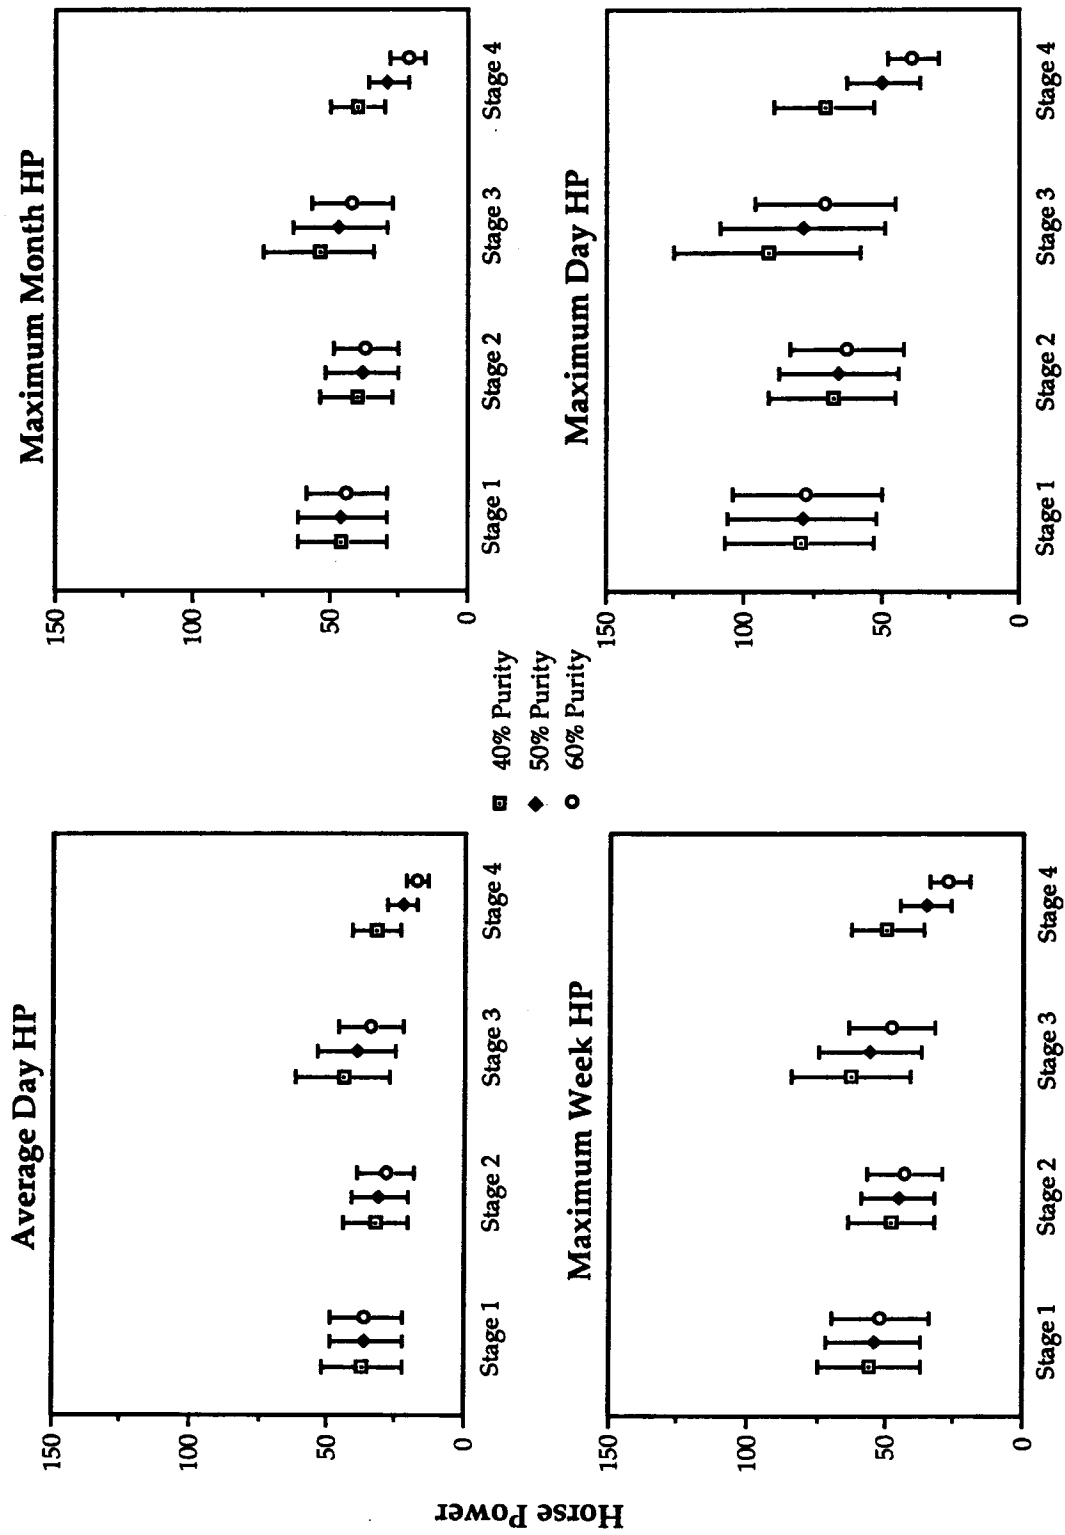 Average Day HP
150
100
50
0
Stage 1
Stage 2
Stage 3
Stage 4
Maximum Month HP
150
100
50
0
Stage 1
Stage 2
Stage 3
Stage 4
Horse Power
40% Purity
50% Purity
60% Purity
Maximum Week HP
150
100
50
0
Stage 1
Stage 2
Stage 3
Stage 4
Maximum Day HP
150
100
50
0
Stage 1
Stage 2
Stage 3
Stage 4